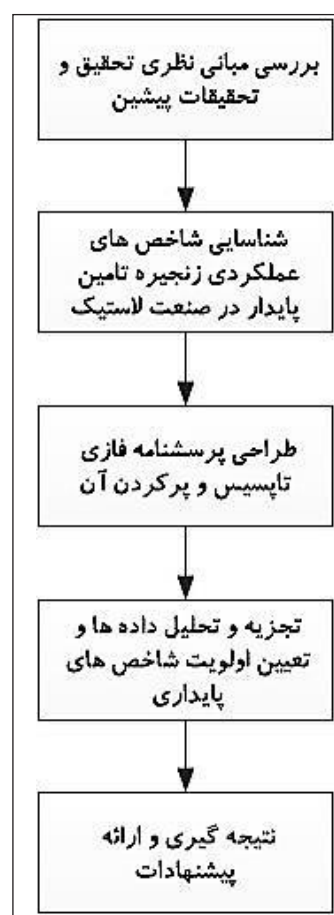 بررسی مبانی نظری تحقیق و
تحقیقات پیشین
شناسایی شاخص های
عملکردی زنجیره تامین
پایدار در صنعت لاستیک
طراحی پرسشنامه فازی
تاپسیس و پرکردن آن
تجزیه و تحلیل داده ها و
تعیین اولویت شاخص های
پایداری
نتیجه گیری و ارائه
پیشنهادات